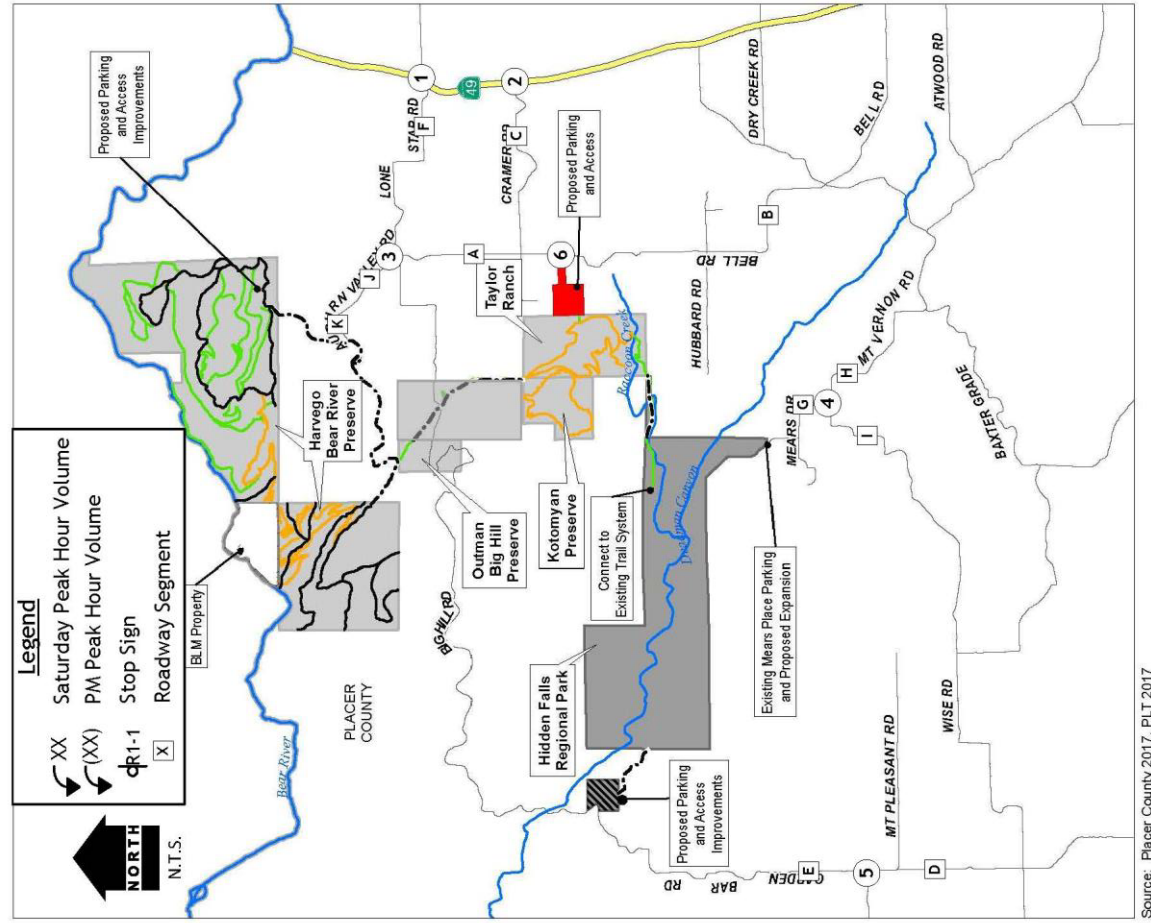 Legend
XX Saturday Peak Hour Volume
(XX) PM Peak Hour Volume
R1-1 Stop Sign
X Roadway Segment
NORTH
N.T.S.
BLM Property
Bear River
PLACER
COUNTY
Proposed Parking
and Access
Improvements
Harvego
Bear River
Preserve
LONE
STAR RD
F
1
49
2
C
CRAMER RD
K
J
3
A
Outman
Big Hill
Preserve
BIG HILL RD
Kotomyan
Preserve
Taylor
Ranch
6
Proposed Parking
and Access
Raccoon Creek
BELL RD
HUBBARD RD
B
DRY CREEK RD
BELL RD
ATWOOD RD
Connect to
Existing Trail System
Hidden Falls
Regional Park
Deadman Canyon
MEARS DR
G
4
H
MT VERNON RD
I
BAXTER GRADE
Existing Mears Place Parking
and Proposed Expansion
Proposed Parking
and Access
Improvements
GARDEN
BAR
RD
E
5
D
MT PLEASANT RD
WISE RD
Source: Placer County 2017, PLT 2017